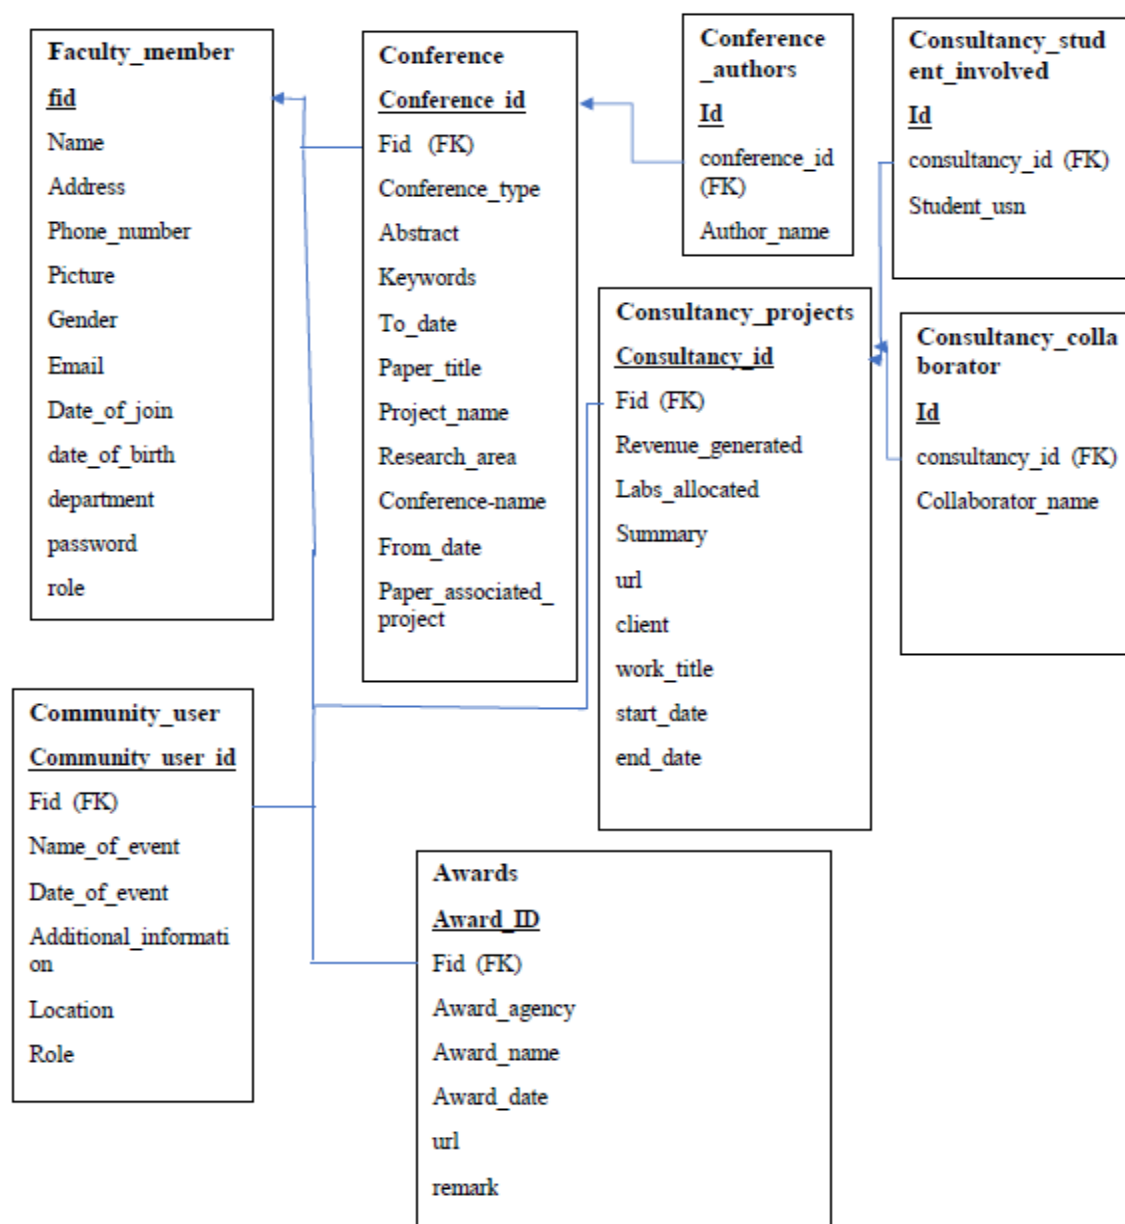 Faculty_member
fid
Name
Address
Phone_number
Picture
Gender
Email
Date_of_join
date_of_birth
department
password
role
Conference
Conference_id
Fid (FK)
Conference_type
Abstract
Keywords
To_date
Paper_title
Project_name
Research_area
Conference-name
From_date
Paper_associated_
project
Conference
_authors
Id
conference_id
(FK)
Author_name
Consultancy_stud
ent_involved
Id
consultancy_id (FK)
Student_usn
Consultancy_projects
Consultancy_id
Fid (FK)
Revenue_generated
Labs_allocated
Summary
url
client
work_title
start_date
end_date
Consultancy_colla
borator
Id
consultancy_id (FK)
Collaborator_name
Community_user
Community_user_id
Fid (FK)
Name_of_event
Date_of_event
Additional_informati
on
Location
Role
Awards
Award_ID
Fid (FK)
Award_agency
Award_name
Award_date
url
remark